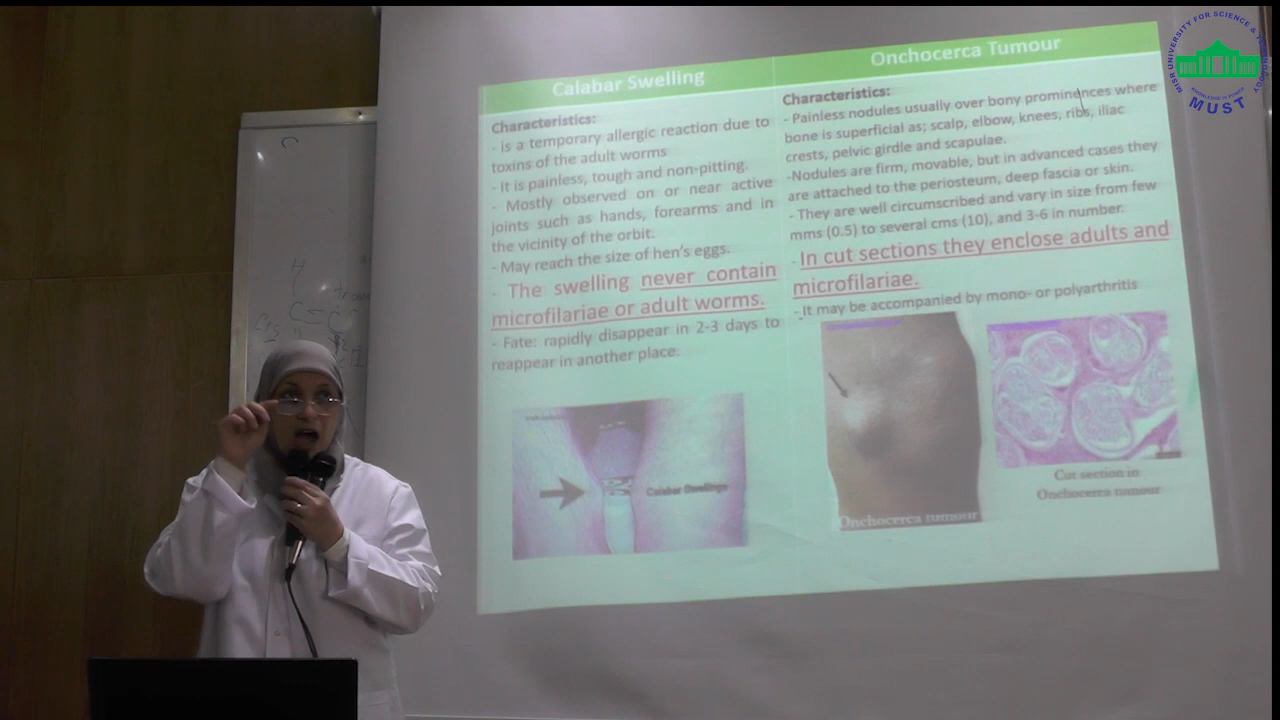 Calabar Swelling
Characteristics:
- is a temporary allergic reaction due to
toxins of the adult worms
- It is painless, tough and non-pitting.
- Mostly observed on or near active
joints such as hands, forearms and in
the vicinity of the orbit.
- May reach the size of hen's eggs.
- The swelling never contain
microfilariae or adult worms.
- Fate: rapidly disappear in 2-3 days to
reappear in another place.
Calabar Swellings
Onchocerca Tumour
Characteristics:
- Painless nodules usually over bony prominences where
bone is superficial as; scalp, elbow, knees, ribs, iliac
crests, pelvic girdle and scapulae.
-Nodules are firm, movable, but in advanced cases they
are attached to the periosteum, deep fascia or skin.
- They are well circumscribed and vary in size from few
mms (0.5) to several cms (10), and 3-6 in number.
- In cut sections they enclose adults and
microfilariae.
- It may be accompanied by mono- or polyarthritis
Onchocerca tumour
Cut section in
Onchocerca tumour
MISR UNIVERSITY FOR SCIENCE & TECHNOLOGY
KNOWLEDGE IS POWER
MUST